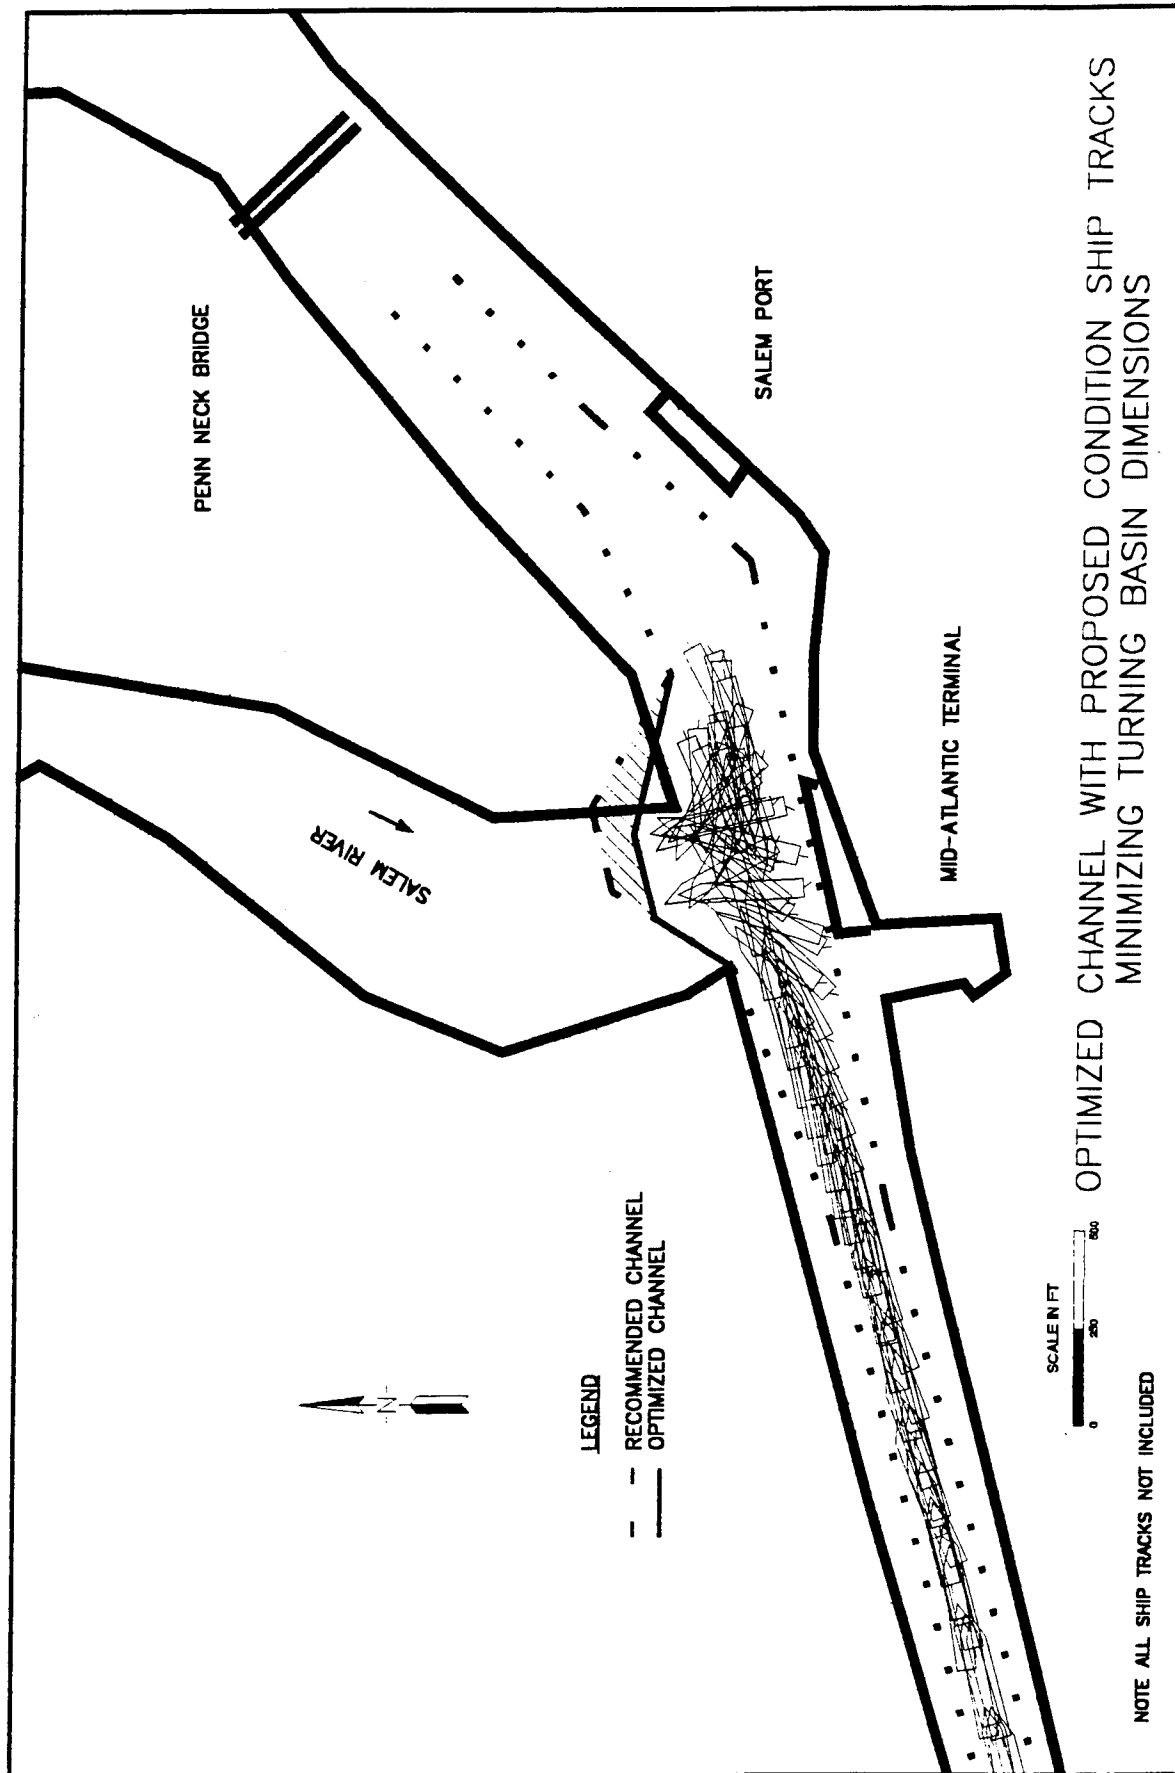 PENN NECK BRIDGE
SALEM RIVER
SALEM PORT
MID-ATLANTIC TERMINAL
N
LEGEND
RECOMMENDED CHANNEL
OPTIMIZED CHANNEL
SCALE IN FT
0 250 500
NOTE ALL SHIP TRACKS NOT INCLUDED
OPTIMIZED CHANNEL WITH PROPOSED CONDITION SHIP TRACKS
MINIMIZING TURNING BASIN DIMENSIONS